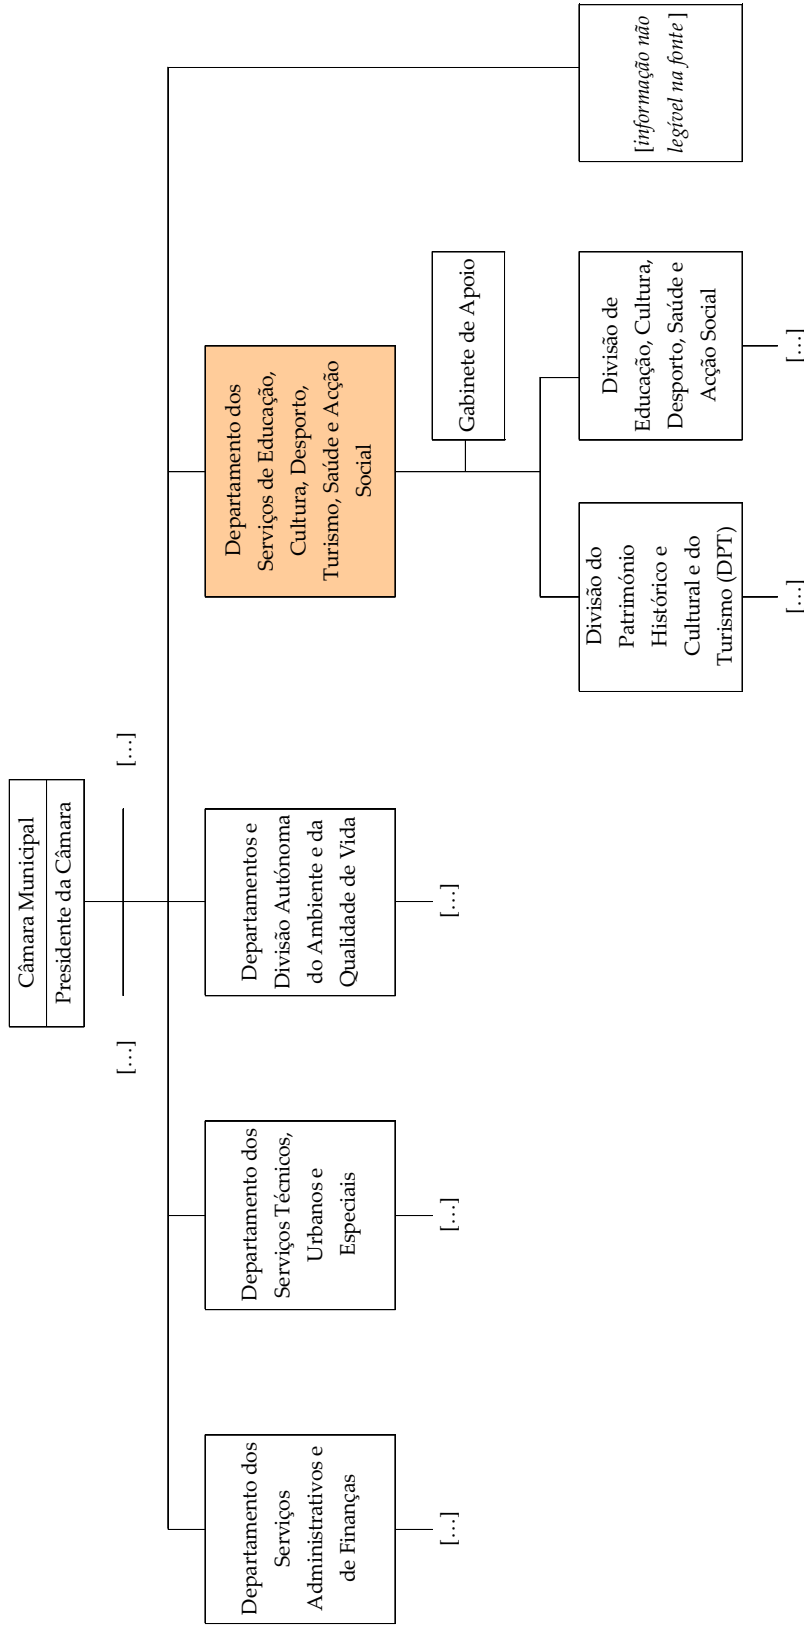 Câmara Municipal
Presidente da Câmara
[…]
[…]
Departamento dos
Serviços
Administrativos e
de Finanças
[…]
Departamento dos
Serviços Técnicos,
Urbanos e
Especiais
[…]
Departamentos e
Divisão Autónoma
do Ambiente e da
Qualidade de Vida
[…]
Departamento dos
Serviços de Educação,
Cultura, Desporto,
Turismo, Saúde e Acção
Social
Gabinete de Apoio
Divisão do
Património
Histórico e
Cultural e do
Turismo (DPT)
[…]
Divisão de
Educação, Cultura,
Desporto, Saúde e
Acção Social
[…]
[informação não
legível na fonte]